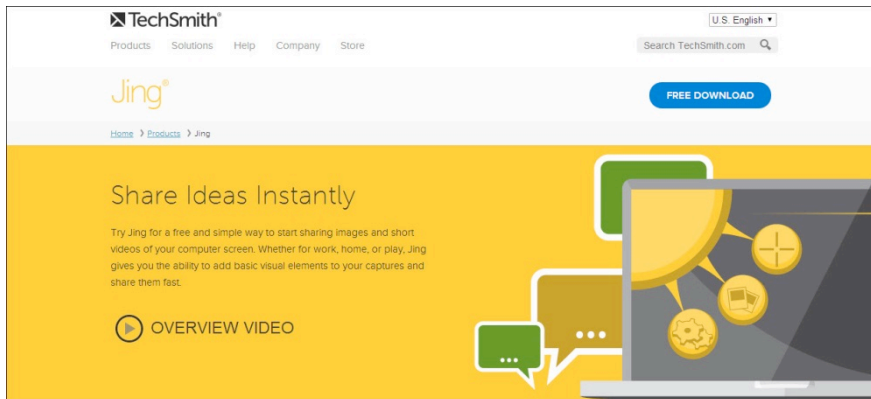 TechSmith®
U.S. English
Products Solutions Help Company Store
Search TechSmith.com
Jing®
FREE DOWNLOAD
Home > Products > Jing
Share Ideas Instantly
Try Jing for a free and simple way to start sharing images and short
videos of your computer screen. Whether for work, home, or play, Jing
gives you the ability to add basic visual elements to your captures and
share them fast.
OVERVIEW VIDEO